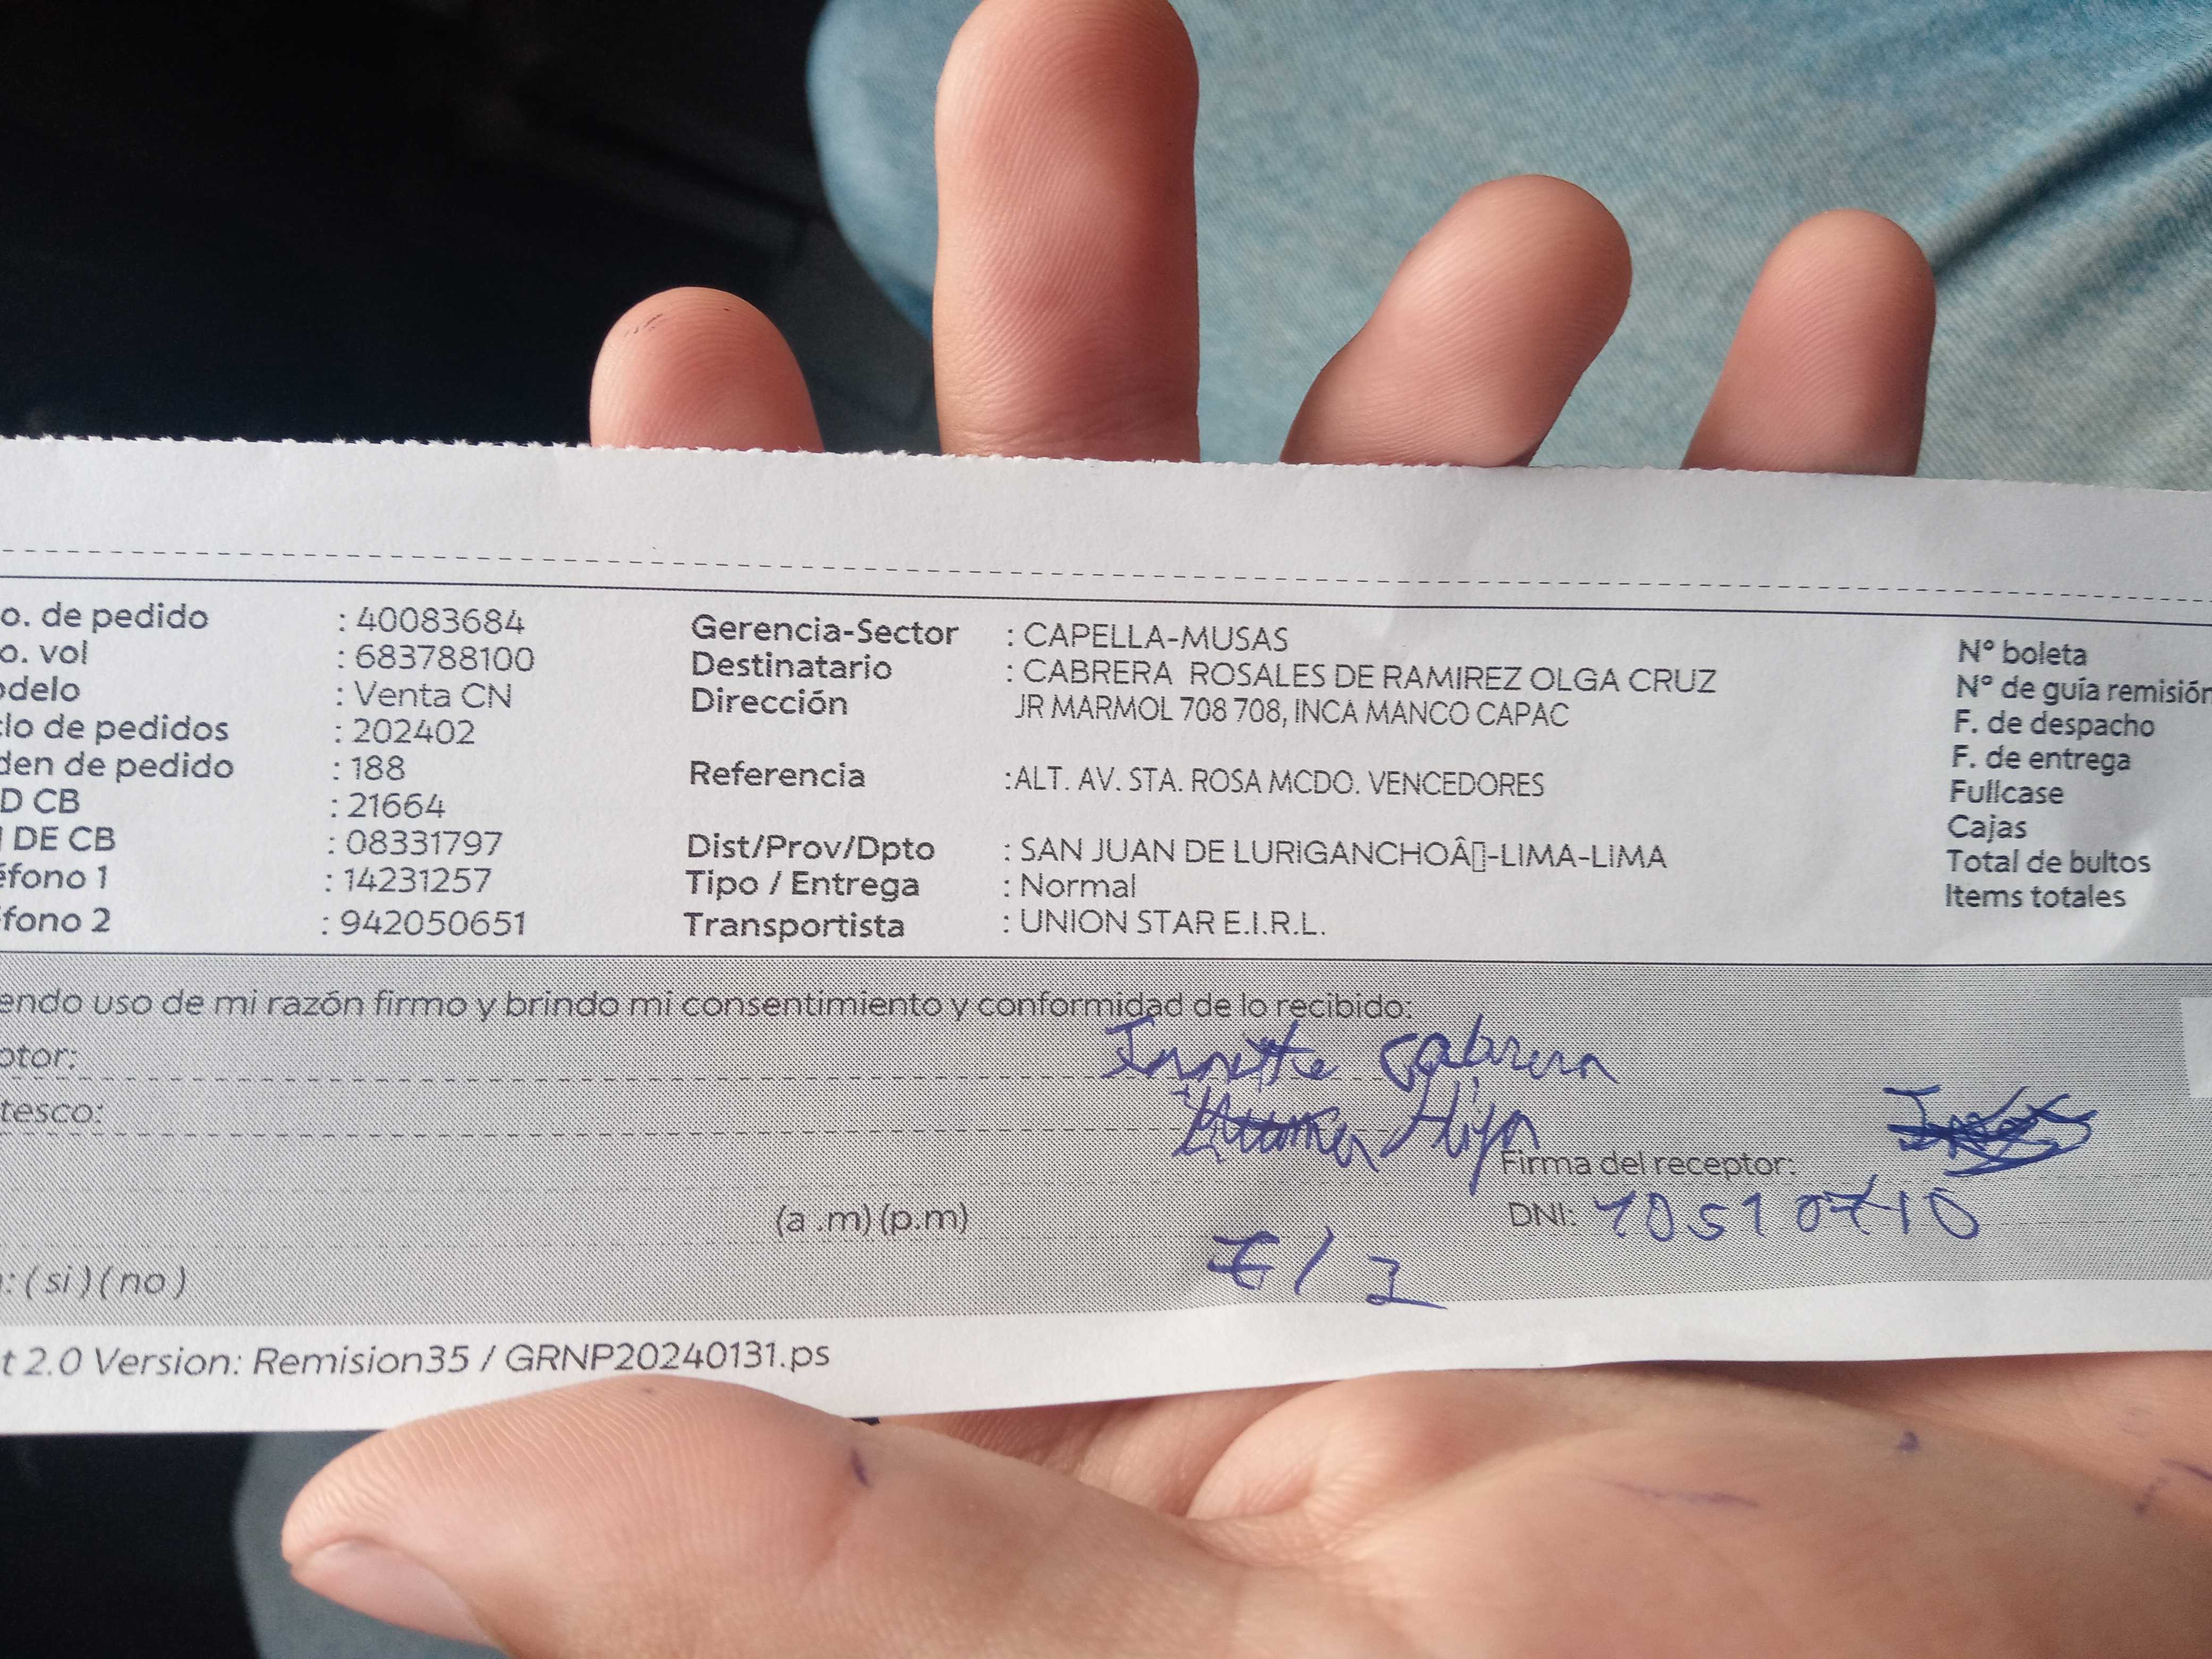 o. de pedido : 40083684
o. vol : 683788100
odelo : Venta CN
clo de pedidos : 202402
den de pedido : 188
D CB : 21664
DE CB : 08331797
éfono 1 : 14231257
fono 2 : 942050651
Gerencia-Sector : CAPELLA-MUSAS
Destinatario : CABRERA ROSALES DE RAMIREZ OLGA CRUZ
Dirección JR MARMOL 708 708, INCA MANCO CAPAC
Referencia :ALT. AV. STA. ROSA MCDO. VENCEDORES
Dist/Prov/Dpto : SAN JUAN DE LURIGANCHOÂ▯-LIMA-LIMA
Tipo / Entrega : Normal
Transportista : UNION STAR E.I.R.L.
N° boleta
N° de guía remisión
F. de despacho
F. de entrega
Fullcase
Cajas
Total de bultos
Items totales
endo uso de mi razón firmo y brindo mi consentimiento y conformidad de lo recibido:
ptor: Cabrera
tesco: Hija
Firma del receptor:
(a .m) (p.m) DNI: 10510710
: ( si ) ( no )
t 2.0 Version: Remision35 / GRNP20240131.ps